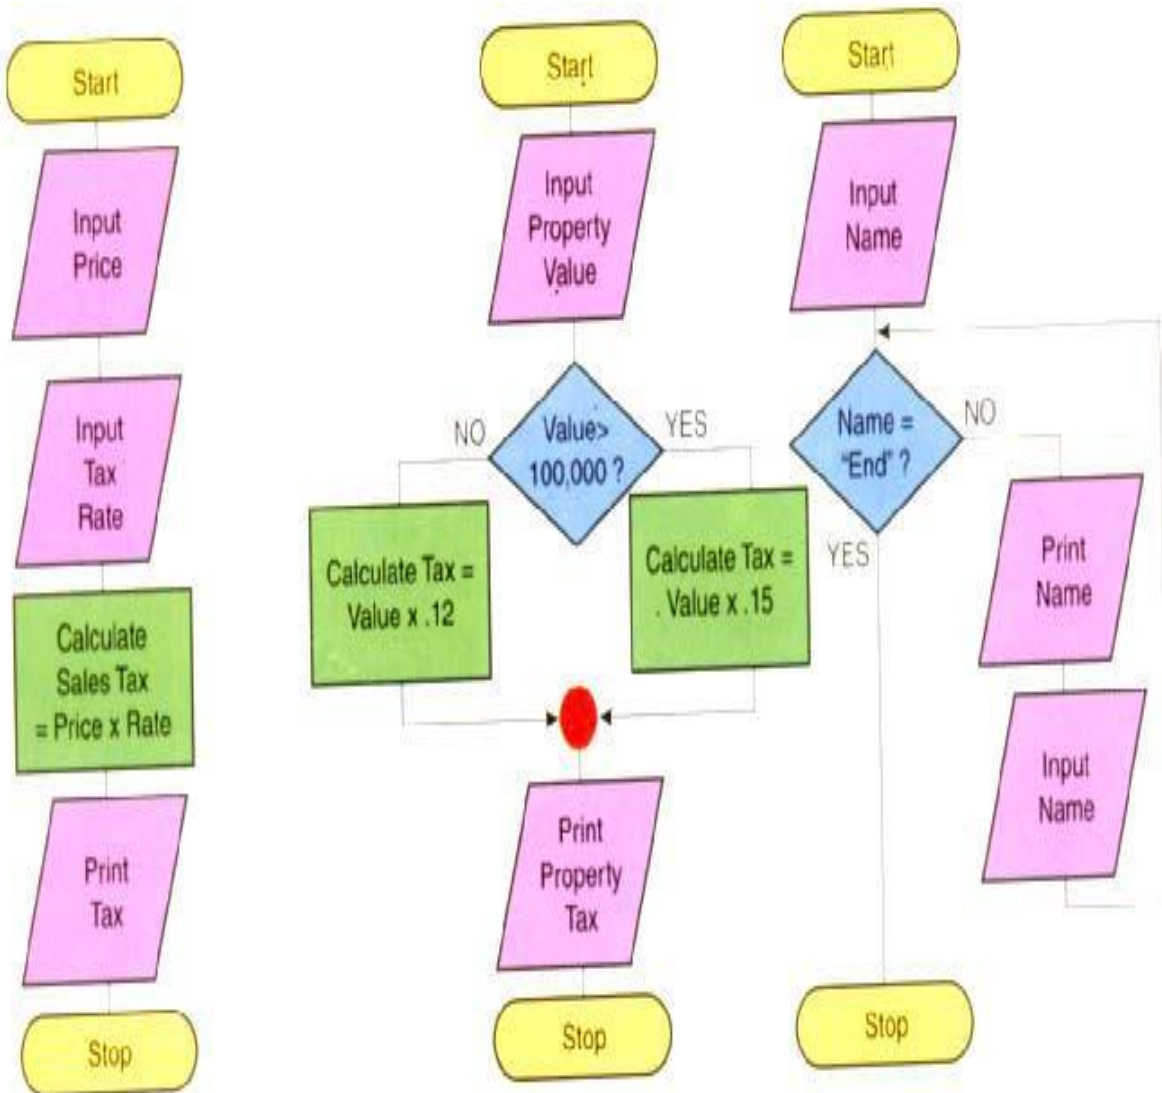 Start
Input
Price
Input
Tax
Rate
Calculate
Sales Tax
= Price x Rate
Print
Tax
Stop
Start
Input
Property
Value
Value>
100,000 ?
NO
YES
Calculate Tax =
Value x .12
Calculate Tax =
Value x .15
Print
Property
Tax
Stop
Start
Input
Name
Name =
"End" ?
NO
YES
Print
Name
Input
Name
Stop